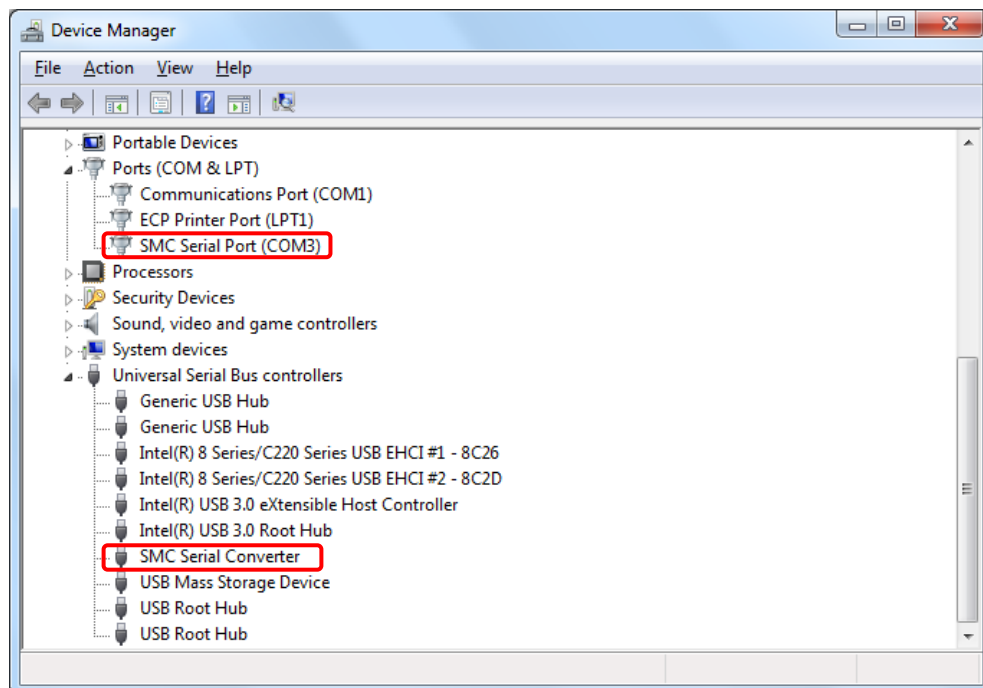 Device Manager
File Action View Help
Portable Devices
Ports (COM & LPT)
Communications Port (COM1)
ECP Printer Port (LPT1)
SMC Serial Port (COM3)
Processors
Security Devices
Sound, video and game controllers
System devices
Universal Serial Bus controllers
Generic USB Hub
Generic USB Hub
Intel(R) 8 Series/C220 Series USB EHCI #1 - 8C26
Intel(R) 8 Series/C220 Series USB EHCI #2 - 8C2D
Intel(R) USB 3.0 eXtensible Host Controller
Intel(R) USB 3.0 Root Hub
SMC Serial Converter
USB Mass Storage Device
USB Root Hub
USB Root Hub